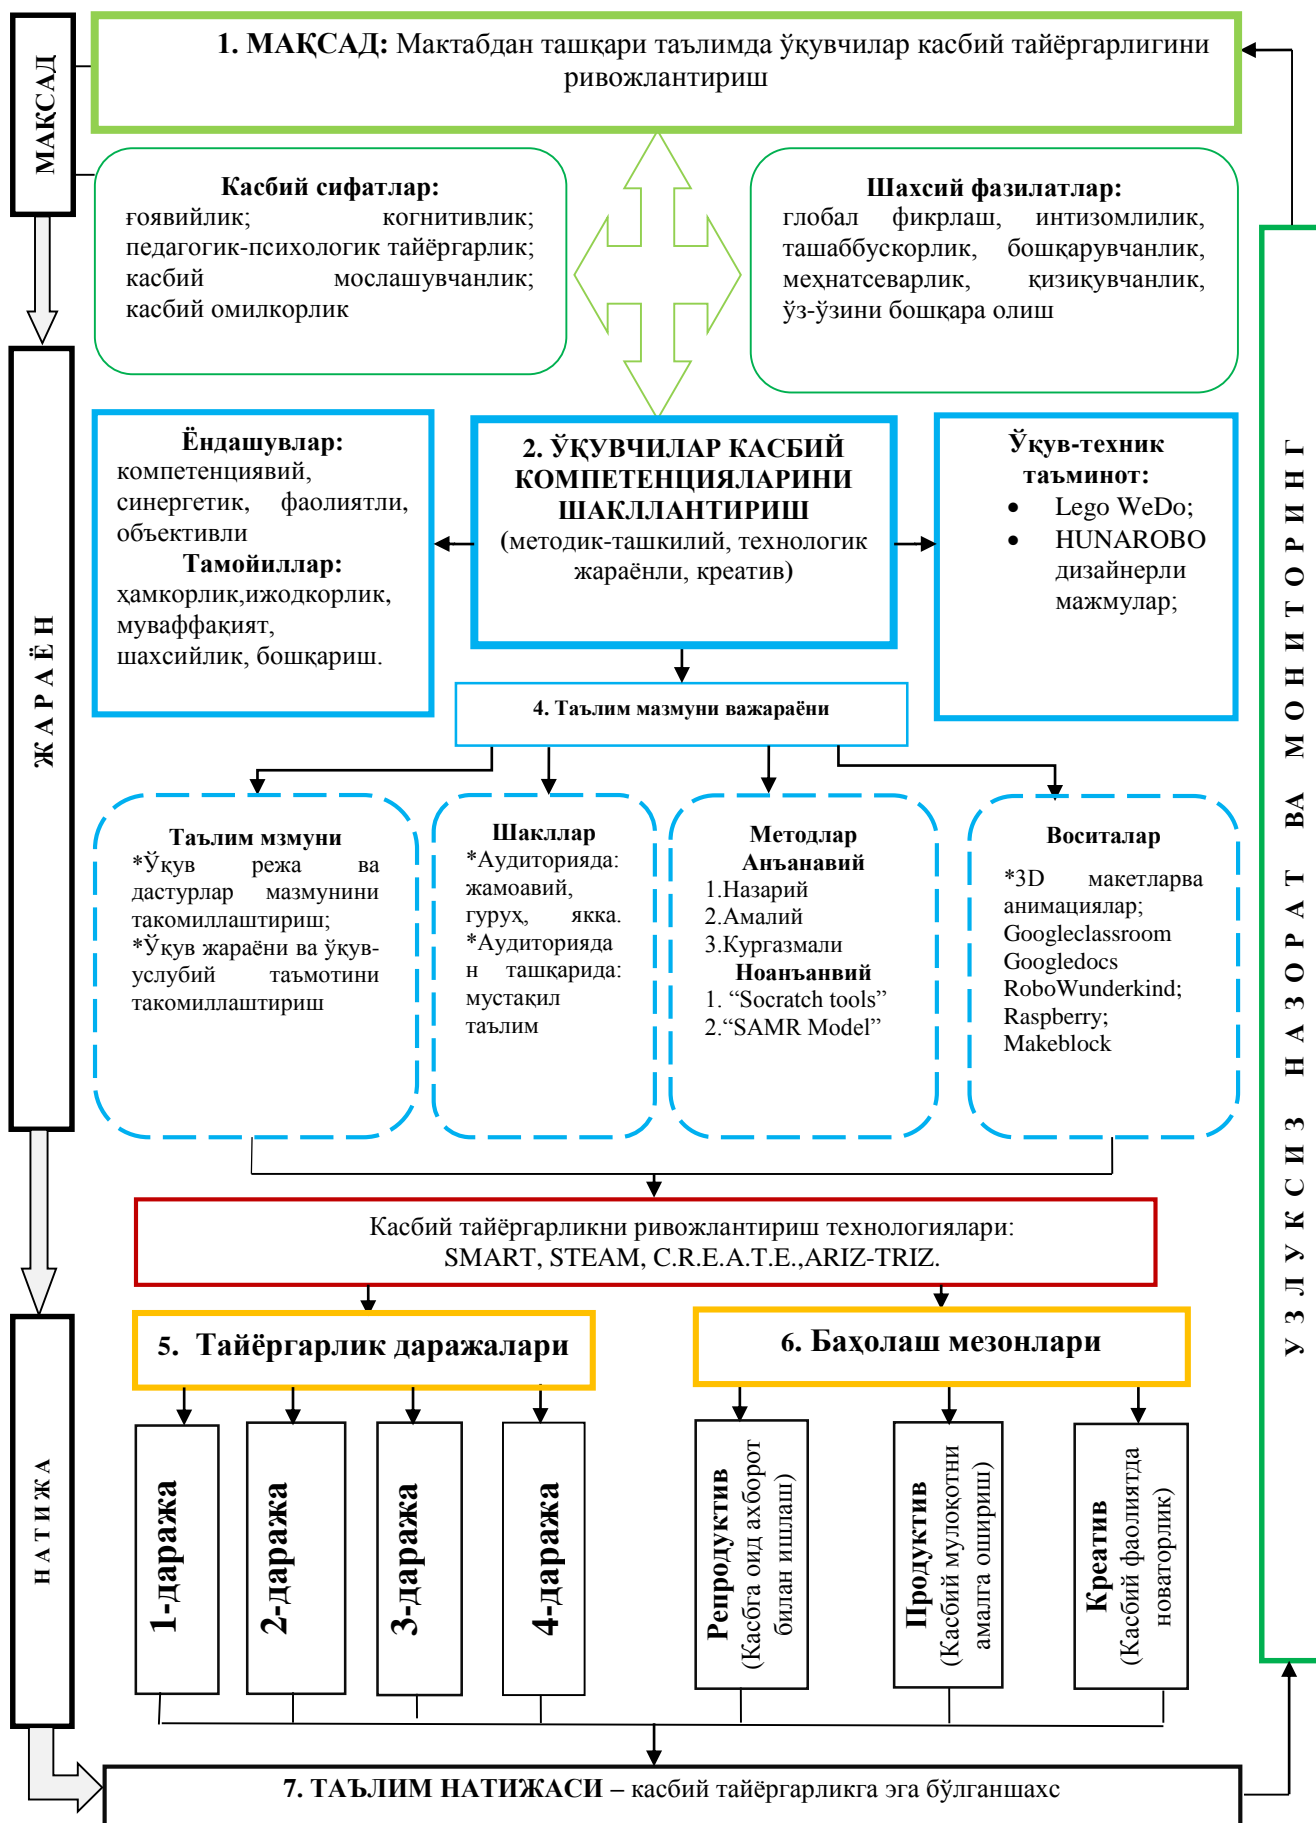 МАҚСАД
1. МАҚСАД: Мактабдан ташқари таълимда ўқувчилар касбий тайёргарлигини
ривожлантириш
Касбий сифатлар:
ғоявийлик; когнитивлик;
педагогик-психологик тайёргарлик;
касбий мослашувчанлик;
касбий омилкорлик
Шахсий фазилатлар:
глобал фикрлаш, интизомлилик,
ташаббускорлик, бошқарувчанлик,
меҳнатсеварлик, қизиқувчанлик,
ўз-ўзини бошқара олиш
ЖАРАЁН
Ёндашувлар:
компетенциявий,
синергетик, фаолиятли,
объективли
Тамойиллар:
ҳамкорлик,ижодкорлик,
муваффақият,
шахсийлик, бошқариш.
2. ЎҚУВЧИЛАР КАСБИЙ
КОМПЕТЕНЦИЯЛАРИНИ
ШАКЛЛАНТИРИШ
(методик-ташкилий, технологик
жараёнли, креатив)
Ўқув-техник
таъминот:
• Lego WeDo;
• HUNAROBO
дизайнерли
мажмулар;
4. Таълим мазмуни важараёни
Таълим мзмуни
*Ўқув режа ва
дастурлар мазмунини
такомиллаштириш;
*Ўқув жараёни ва ўқув-
услубий таъмотини
такомиллаштириш
Шакллар
*Аудиторияда:
жамоавий,
гуруҳ, якка.
*Аудиторияда
н ташқарида:
мустақил
таълим
Методлар
Анъанавий
1.Назарий
2.Амалий
3.Кургазмали
Ноанъанвий
1. “Socratch tools”
2.“SAMR Model”
Воситалар
*3D макетларва
анимациялар;
Googleclassroom
Googledocs
RoboWunderkind;
Raspberry;
Makeblock
УЗЛУКСИЗ НАЗОРАТ ВА МОНИТОРИНГ
Касбий тайёргарликни ривожлантириш технологиялари:
SMART, STEAM, C.R.E.A.T.E.,ARIZ-TRIZ.
НАТИЖА
5. Тайёргарлик даражалари
6. Баҳолаш мезонлари
1-даража
2-даража
3-даража
4-даража
Репродуктив
(Касбга оид ахборот
билан ишлаш)
Продуктив
(Касбий мулоқотни
амалга ошириш)
Креатив
(Касбий фаолиятда
новаторлик)
7. ТАЪЛИМ НАТИЖАСИ – касбий тайёргарликга эга бўлганшахс